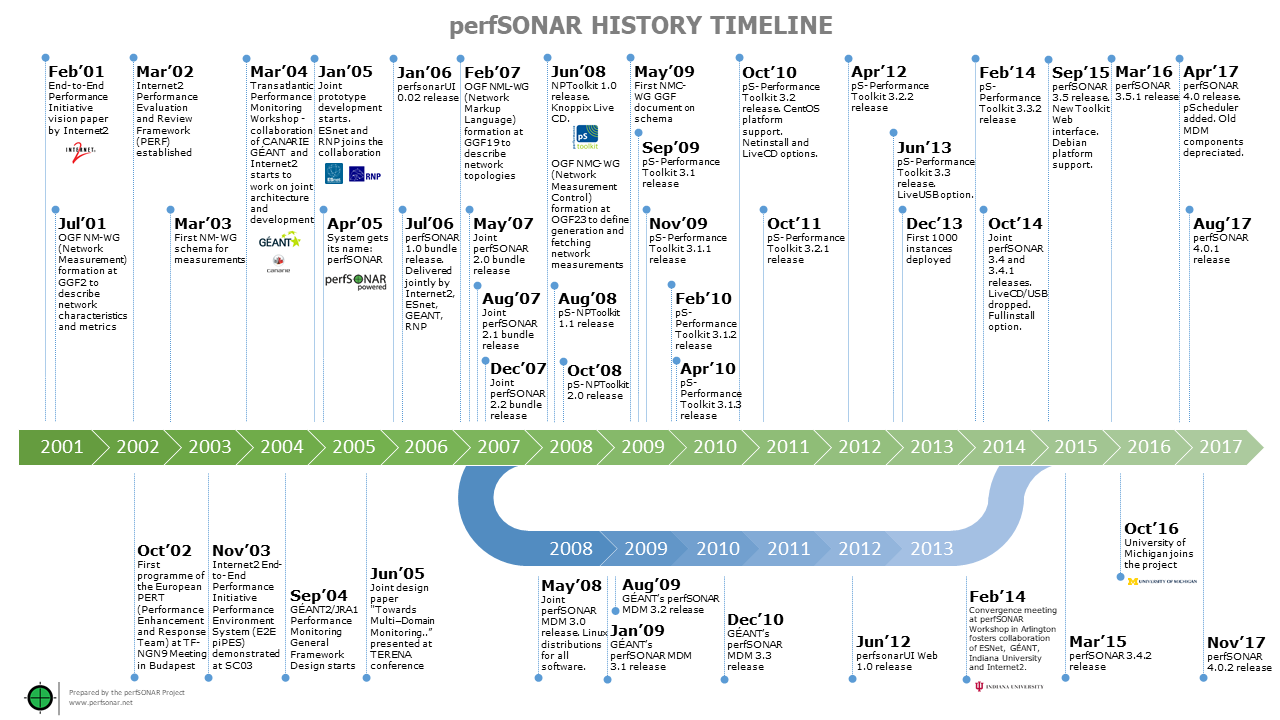 perfSONAR HISTORY TIMELINE
Feb’01
End-to-End
Performance
Initiative
vision paper
by Internet2
INTERNET
2
Jul’01
OGF NM-WG
(Network
Measurement)
formation at
GGF2 to
describe
network
characteristics
and metrics
Mar’02
Internet2
Performance
Evaluation
and Review
Framework
(PERF)
established
Mar’03
First NM-WG
schema for
measurements
Mar’04
Transatlantic
Performance
Monitoring
Workshop -
collaboration
of CANARIE
GÉANT and
Internet2
starts to
work on joint
architecture
and
development
GÉANT
canarie
Jan’05
Joint
prototype
development
starts.
ESnet and
RNP joins the
collaboration
ESnet
RNP
Apr’05
System gets
its name:
perfSONAR
perfSONAR
powered
Jan’06
perfsonarUI
0.02 release
Jul’06
perfSONAR
1.0 bundle
release.
Delivered
jointly by
Internet2,
ESnet,
GEANT,
RNP
Feb’07
OGF NML-WG
(Network
Markup
Language)
formation at
GGF19 to
describe
network
topologies
May’07
Joint
perfSONAR
2.0 bundle
release
Aug’07
Joint
perfSONAR
2.1 bundle
release
Dec’07
Joint
perfSONAR
2.2 bundle
release
Jun’08
NPToolkit 1.0
release.
Knoppix Live
CD.
pS
toolkit
OGF NMC-WG
(Network
Measurement
Control)
formation at
OGF23 to define
generation and
fetching
network
measurements
Aug’08
pS-NPToolkit
1.1 release
Oct’08
pS-NPToolkit
2.0 release
May’09
First NMC-
WG GGF
document on
schema
Sep’09
pS-Performance
Toolkit 3.1
release
Nov’09
pS-Performance
Toolkit 3.1.1
release
Feb’10
pS-
Performance
Toolkit 3.1.2
release
Apr’10
pS-
Performance
Toolkit 3.1.3
release
Oct’10
pS-Performance
Toolkit 3.2
release. CentOS
platform
support.
Netinstall and
LiveCD options.
Oct’11
pS-Performance
Toolkit 3.2.1
release
Apr’12
pS-Performance
Toolkit 3.2.2
release
Jun’13
pS-Performance
Toolkit 3.3
release.
LiveUSB option.
Dec’13
First 1000
instances
deployed
Feb’14
pS-
Performance
Toolkit 3.3.2
release
Oct’14
Joint
perfSONAR
3.4 and
3.4.1
releases.
LiveCD/USB
dropped.
Fullinstall
option.
Sep’15
perfSONAR
3.5 release.
New Toolkit
Web
interface.
Debian
platform
support.
Mar’16
perfSONAR
3.5.1 release
Apr’17
perfSONAR
4.0 release.
pScheduler
added. Old
MDM
components
depreciated.
Aug’17
perfSONAR
4.0.1
release
2001 2002 2003 2004 2005 2006 2007 2008 2009 2010 2011 2012 2013 2014 2015 2016 2017
2008 2009 2010 2011 2012 2013
Oct’02
First
programme of
the European
PERT
(Performance
Enhancement
and Response
Team) at TF-
NGN9 Meeting
in Budapest
Nov’03
Internet2 End-
to-End
Performance
Initiative
Performance
Environment
System (E2E
piPES)
demonstrated
at SC03
Sep’04
GÉANT2/JRA1
Performance
Monitoring
General
Framework
Design starts
Jun’05
Joint design
paper
“Towards
Multi–Domain
Monitoring..”
presented at
TERENA
conference
May’08
Joint
perfSONAR
MDM 3.0
release. Linux
distributions
for all
software.
Aug’09
GÉANT’s perfSONAR
MDM 3.2 release
Jan’09
GÉANT’s
perfSONAR MDM
3.1 release
Dec’10
GÉANT’s
perfSONAR
MDM 3.3
release
Jun’12
perfsonarUI Web
1.0 release
Feb’14
Convergence meeting
at perfSONAR
Workshop in Arlington
fosters collaboration
of ESNet, GÉANT,
Indiana University
and Internet2.
INDIANA UNIVERSITY
Mar’15
perfSONAR 3.4.2
release
Oct’16
University of
Michigan joins
the project
M UNIVERSITY OF MICHIGAN
Nov’17
perfSONAR
4.0.2 release
Prepared by the perfSONAR Project
www.perfsonar.net